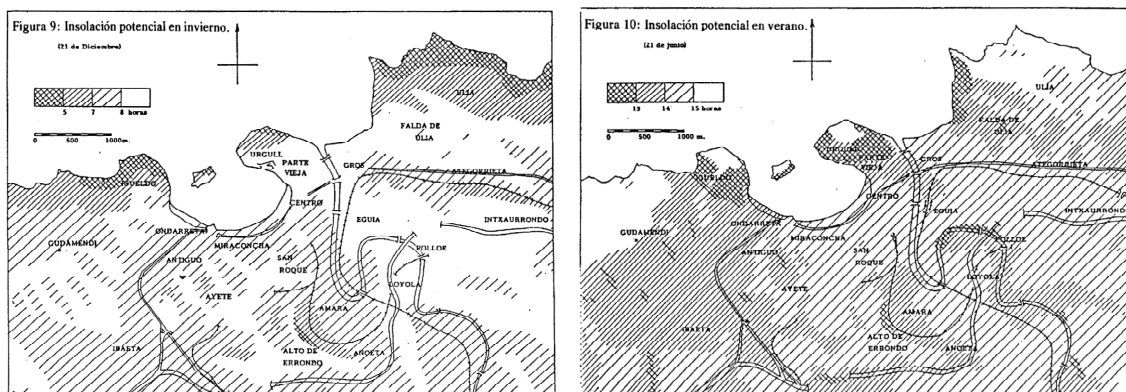 Figura 9: Insolación potencial en invierno.
(21 de Diciembre)
5 7 8 horas
0 500 1000 m.
ULIA
FALDA DE
ULIA
URGULL
PARTE
VIEJA
GROS
IGUELDO
ATEGORRIETA
CENTRO
INTXAURRONDO
EGUIA
ONDARRETA
MIRACONCHA
GUDAMENDI
POLLOE
ANTIGUO
SAN
ROQUE
LOYOLA
AYETE
AMARA
IBAETA
ALTO DE
ERRONDO
ANOETA
Figura 10: Insolación potencial en verano.
(21 de junio)
13 14 15 horas
0 500 1000 m.
ULIA
FALDA DE
ULIA
URGULL
PARTE
VIEJA
GROS
IGUELDO
ATEGORRIETA
CENTRO
EGUIA
INTXAURRONDO
ONDARRETA
MIRACONCHA
GUDAMENDI
POLLOE
ANTIGUO
SAN
ROQUE
LOYOLA
AYETE
AMARA
IBAETA
ALTO DE
ERRONDO
ANOETA